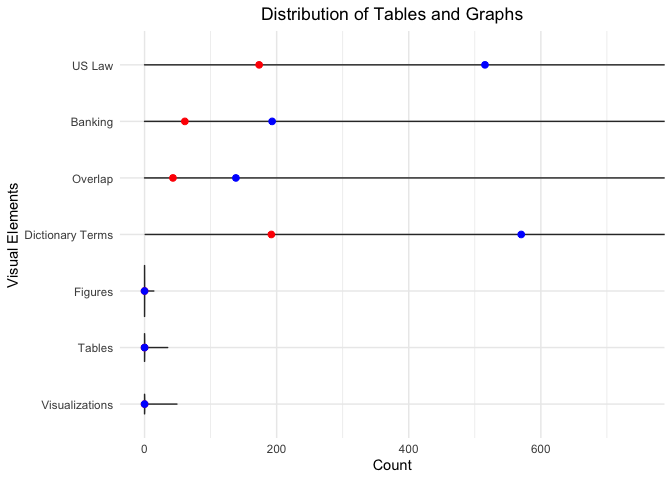 Distribution of Tables and Graphs
Visual Elements
US Law
Banking
Overlap
Dictionary Terms
Figures
Tables
Visualizations
0 200 400 600
Count